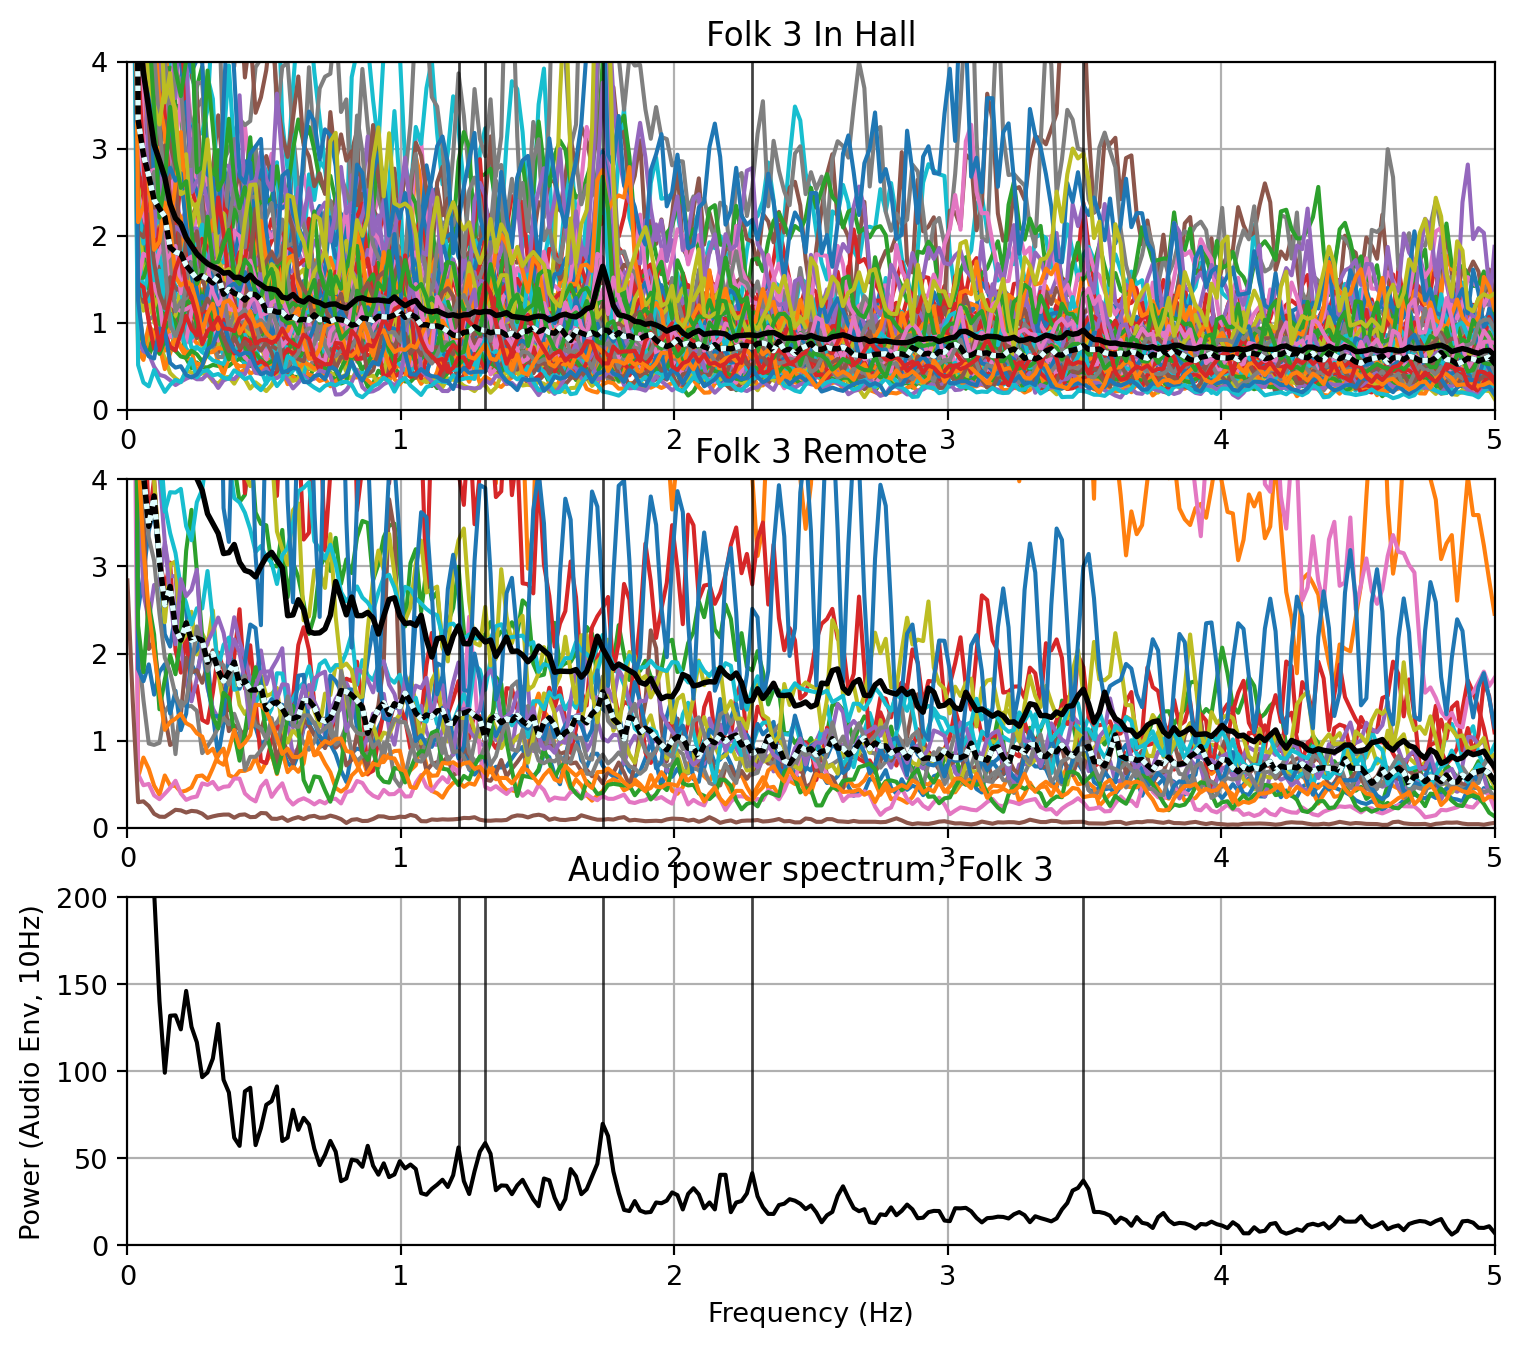 Folk 3 In Hall
4
3
2
1
0
0 1 2 3 4 5
Folk 3 Remote
4
3
2
1
0
0 1 2 3 4 5
Audio power spectrum, Folk 3
Power (Audio Env, 10Hz)
200
150
100
50
0
0 1 2 3 4 5
Frequency (Hz)